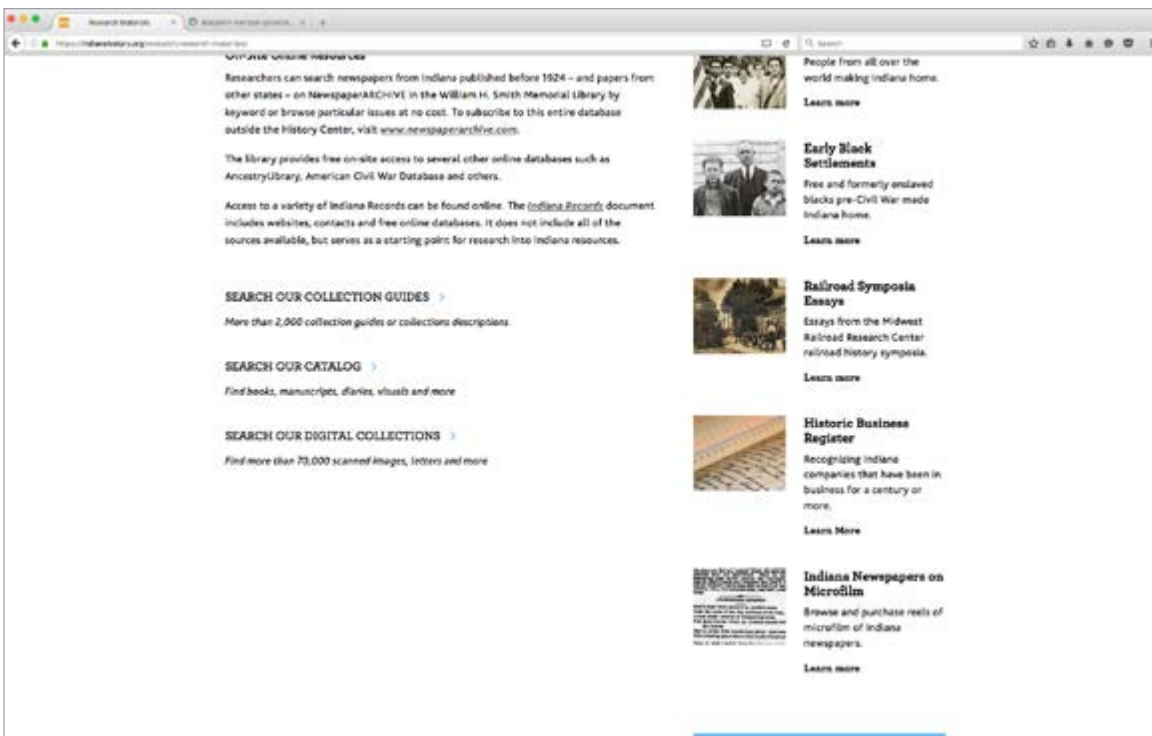 Research Materials
Search
On-Site Online Resources
Researchers can search newspapers from Indiana published before 1924 – and papers from
other states – on NewspaperARCHIVE in the William H. Smith Memorial Library by
keyword or browse particular issues at no cost. To subscribe to this entire database
outside the History Center, visit www.newspaperarchive.com.
The library provides free on-site access to several other online databases such as
AncestryLibrary, American Civil War Database and others.
Access to a variety of Indiana Records can be found online. The Indiana Records document
includes websites, contacts and free online databases. It does not include all of the
sources available, but serves as a starting point for research into Indiana resources.
SEARCH OUR COLLECTION GUIDES >
More than 2,000 collection guides or collections descriptions
SEARCH OUR CATALOG >
Find books, manuscripts, diaries, visuals and more
SEARCH OUR DIGITAL COLLECTIONS >
Find more than 70,000 scanned images, letters and more
People from all over the
world making Indiana home.
Learn more
Early Black
Settlements
Free and formerly enslaved
blacks pre-Civil War made
Indiana home.
Learn more
Railroad Symposia
Essays
Essays from the Midwest
Railroad Research Center
railroad history symposia.
Learn more
Historic Business
Register
Recognizing Indiana
companies that have been in
business for a century or
more.
Learn More
Indiana Newspapers on
Microfilm
Browse and purchase reels of
microfilm of Indiana
newspapers.
Learn more